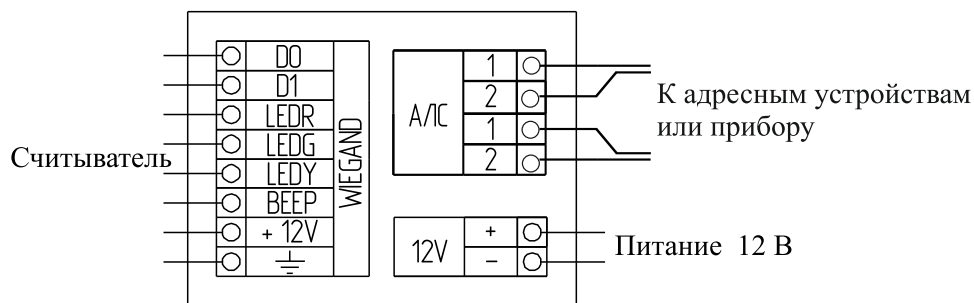 Считыватель
D0
D1
LEDR
LEDG
LEDY
BEEP
+ 12V
WIEGAND
А/ЛС
1
2
1
2
К адресным устройствам
или прибору
12V
+
–
Питание 12 В